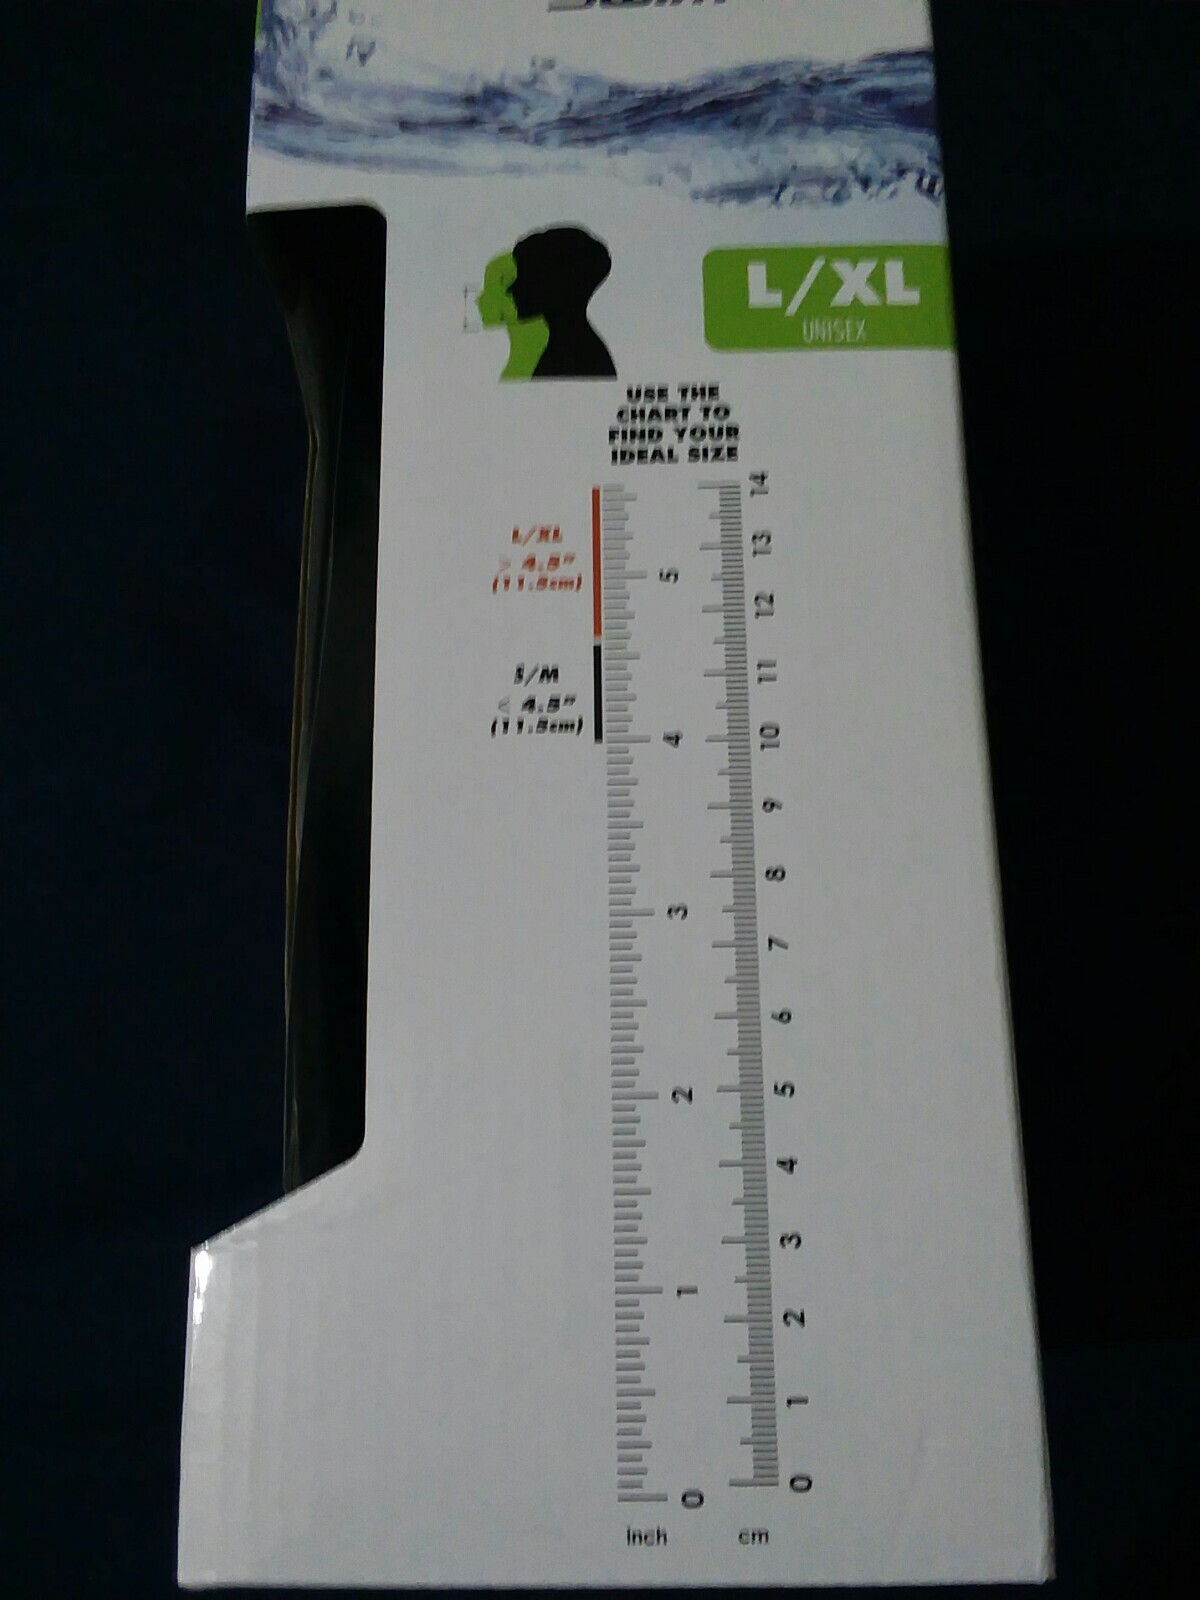 L/XL
UNISEX
USE THE
CHART TO
FIND YOUR
IDEAL SIZE
L/XL
> 4.5"
(11.5cm)
S/M
< 4.5"
(11.5cm)
5
4
3
2
1
0
inch
14
13
12
11
10
9
8
7
6
5
4
3
2
1
0
cm